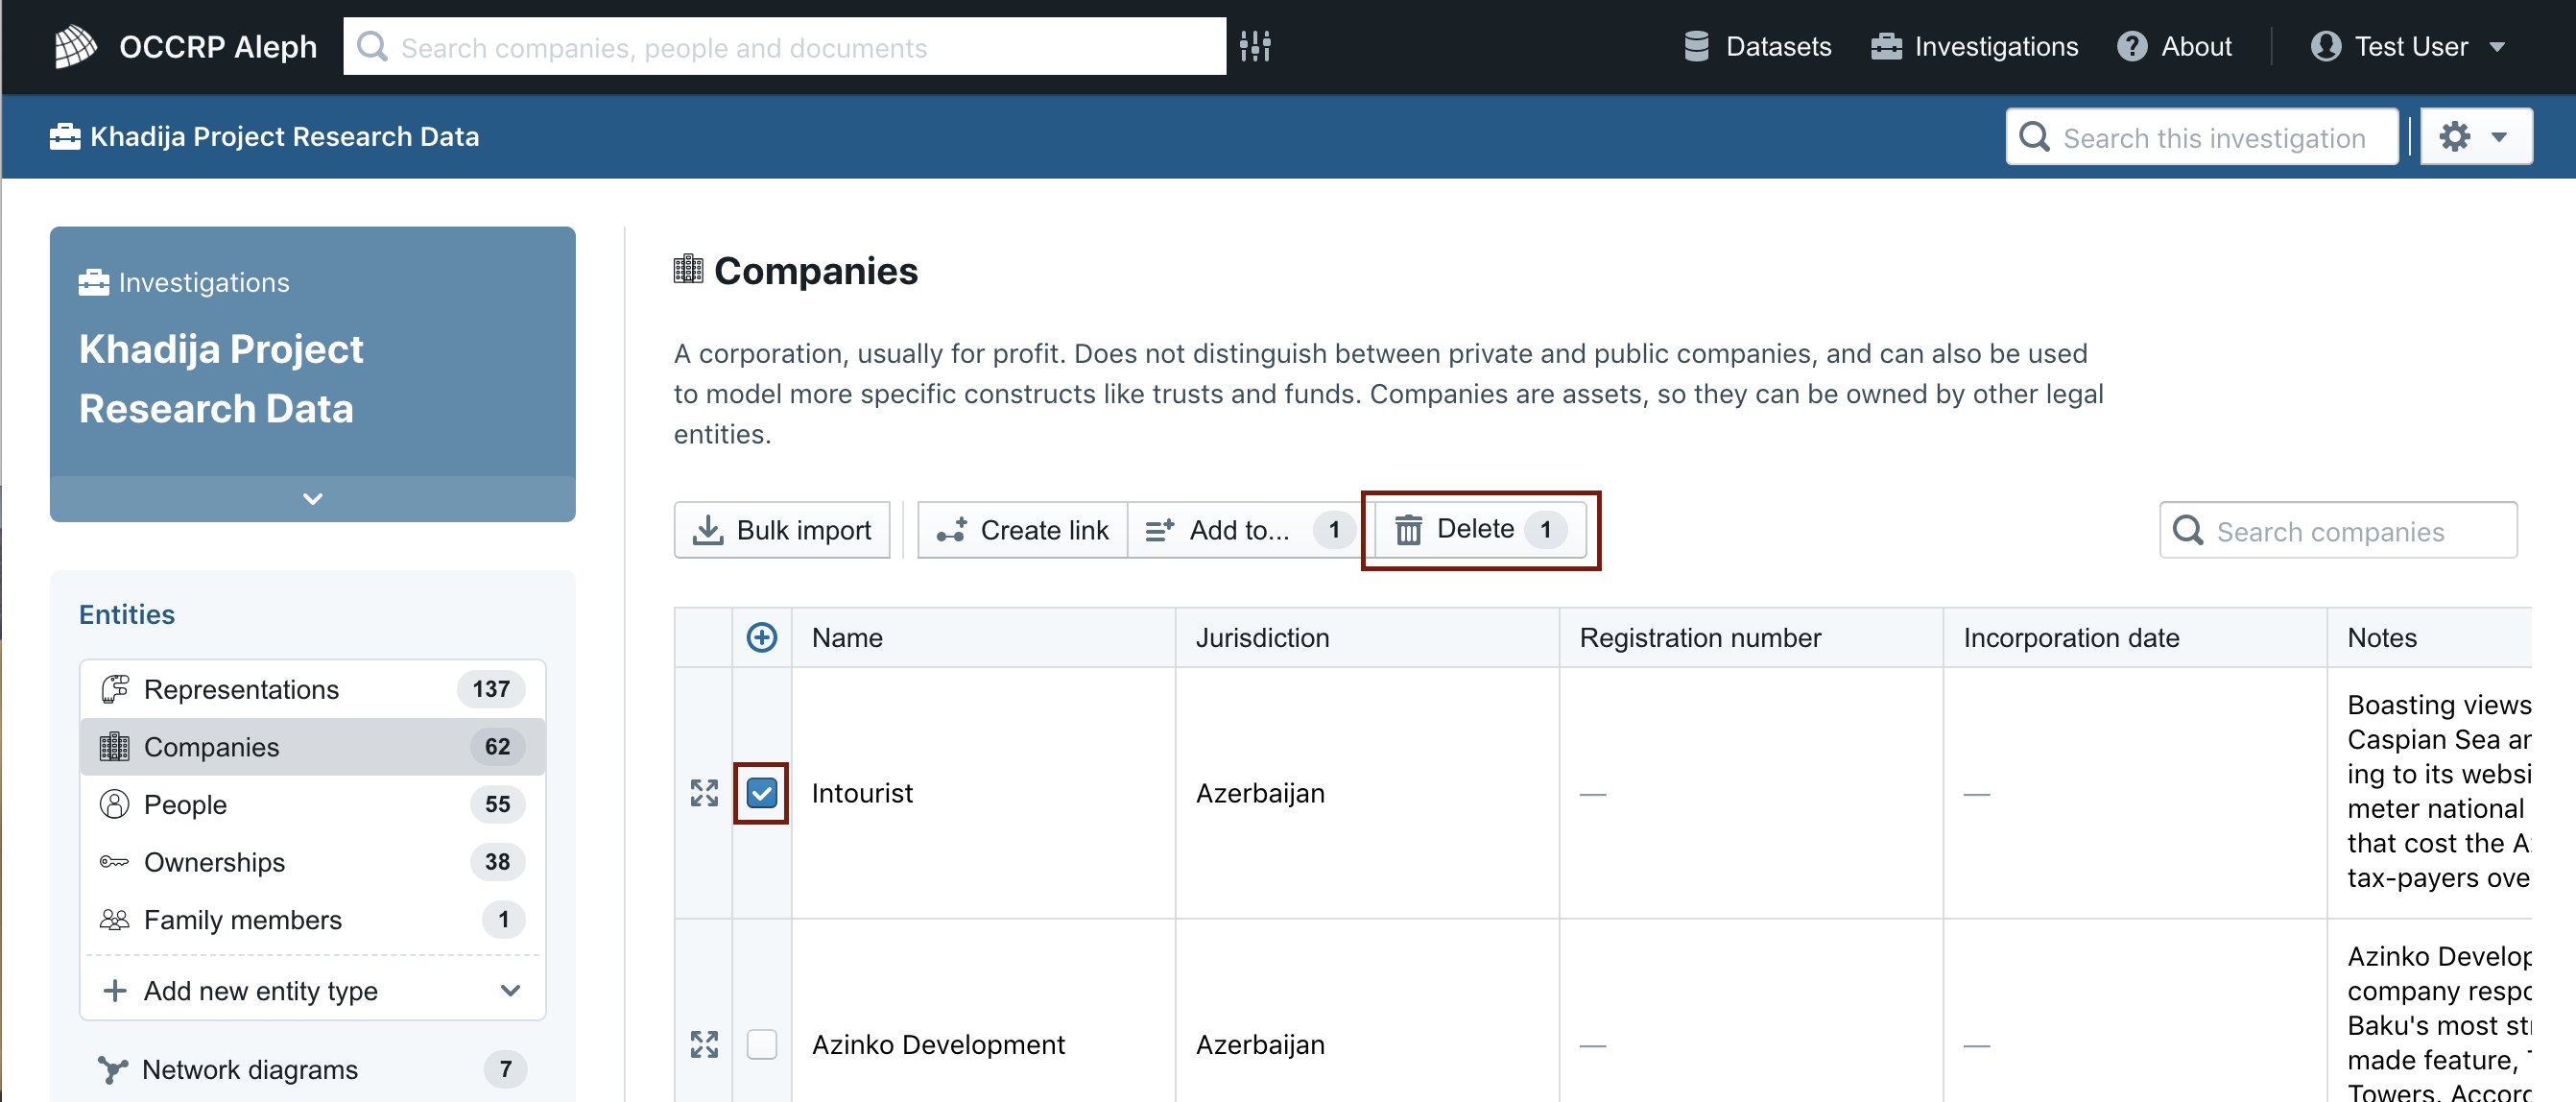 OCCRP Aleph
Search companies, people and documents
Datasets
Investigations
About
Test User
Khadija Project Research Data
Search this investigation
Investigations
Khadija Project
Research Data
Entities
Representations 137
Companies 62
People 55
Ownerships 38
Family members 1
Add new entity type
Network diagrams 7
Companies
A corporation, usually for profit. Does not distinguish between private and public companies, and can also be used
to model more specific constructs like trusts and funds. Companies are assets, so they can be owned by other legal
entities.
Bulk import
Create link
Add to... 1
Delete 1
Search companies
Name Jurisdiction Registration number Incorporation date Notes
Intourist Azerbaijan — —
Boasting views
Caspian Sea an
ing to its websi
meter national
that cost the A
tax-payers ove
Azinko Development Azerbaijan — —
Azinko Develop
company respo
Baku's most str
made feature,
Towers. Accord